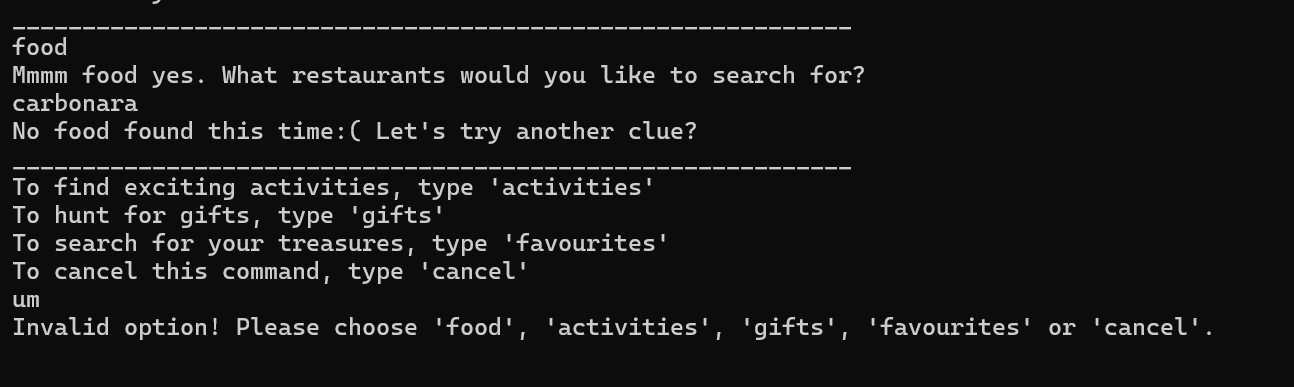 ____________________________________________________________
food
Mmmm food yes. What restaurants would you like to search for?
carbonara
No food found this time:( Let's try another clue?
____________________________________________________________
To find exciting activities, type 'activities'
To hunt for gifts, type 'gifts'
To search for your treasures, type 'favourites'
To cancel this command, type 'cancel'
um
Invalid option! Please choose 'food', 'activities', 'gifts', 'favourites' or 'cancel'.